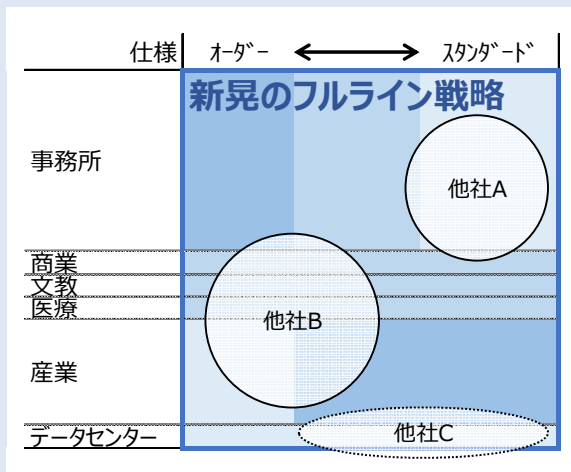 仕様 ｵｰﾀﾞｰ ｽﾀﾝﾀﾞｰﾄﾞ
新晃のフルライン戦略
事務所
他社A
商業
文教
医療
他社B
産業
データセンター
他社C